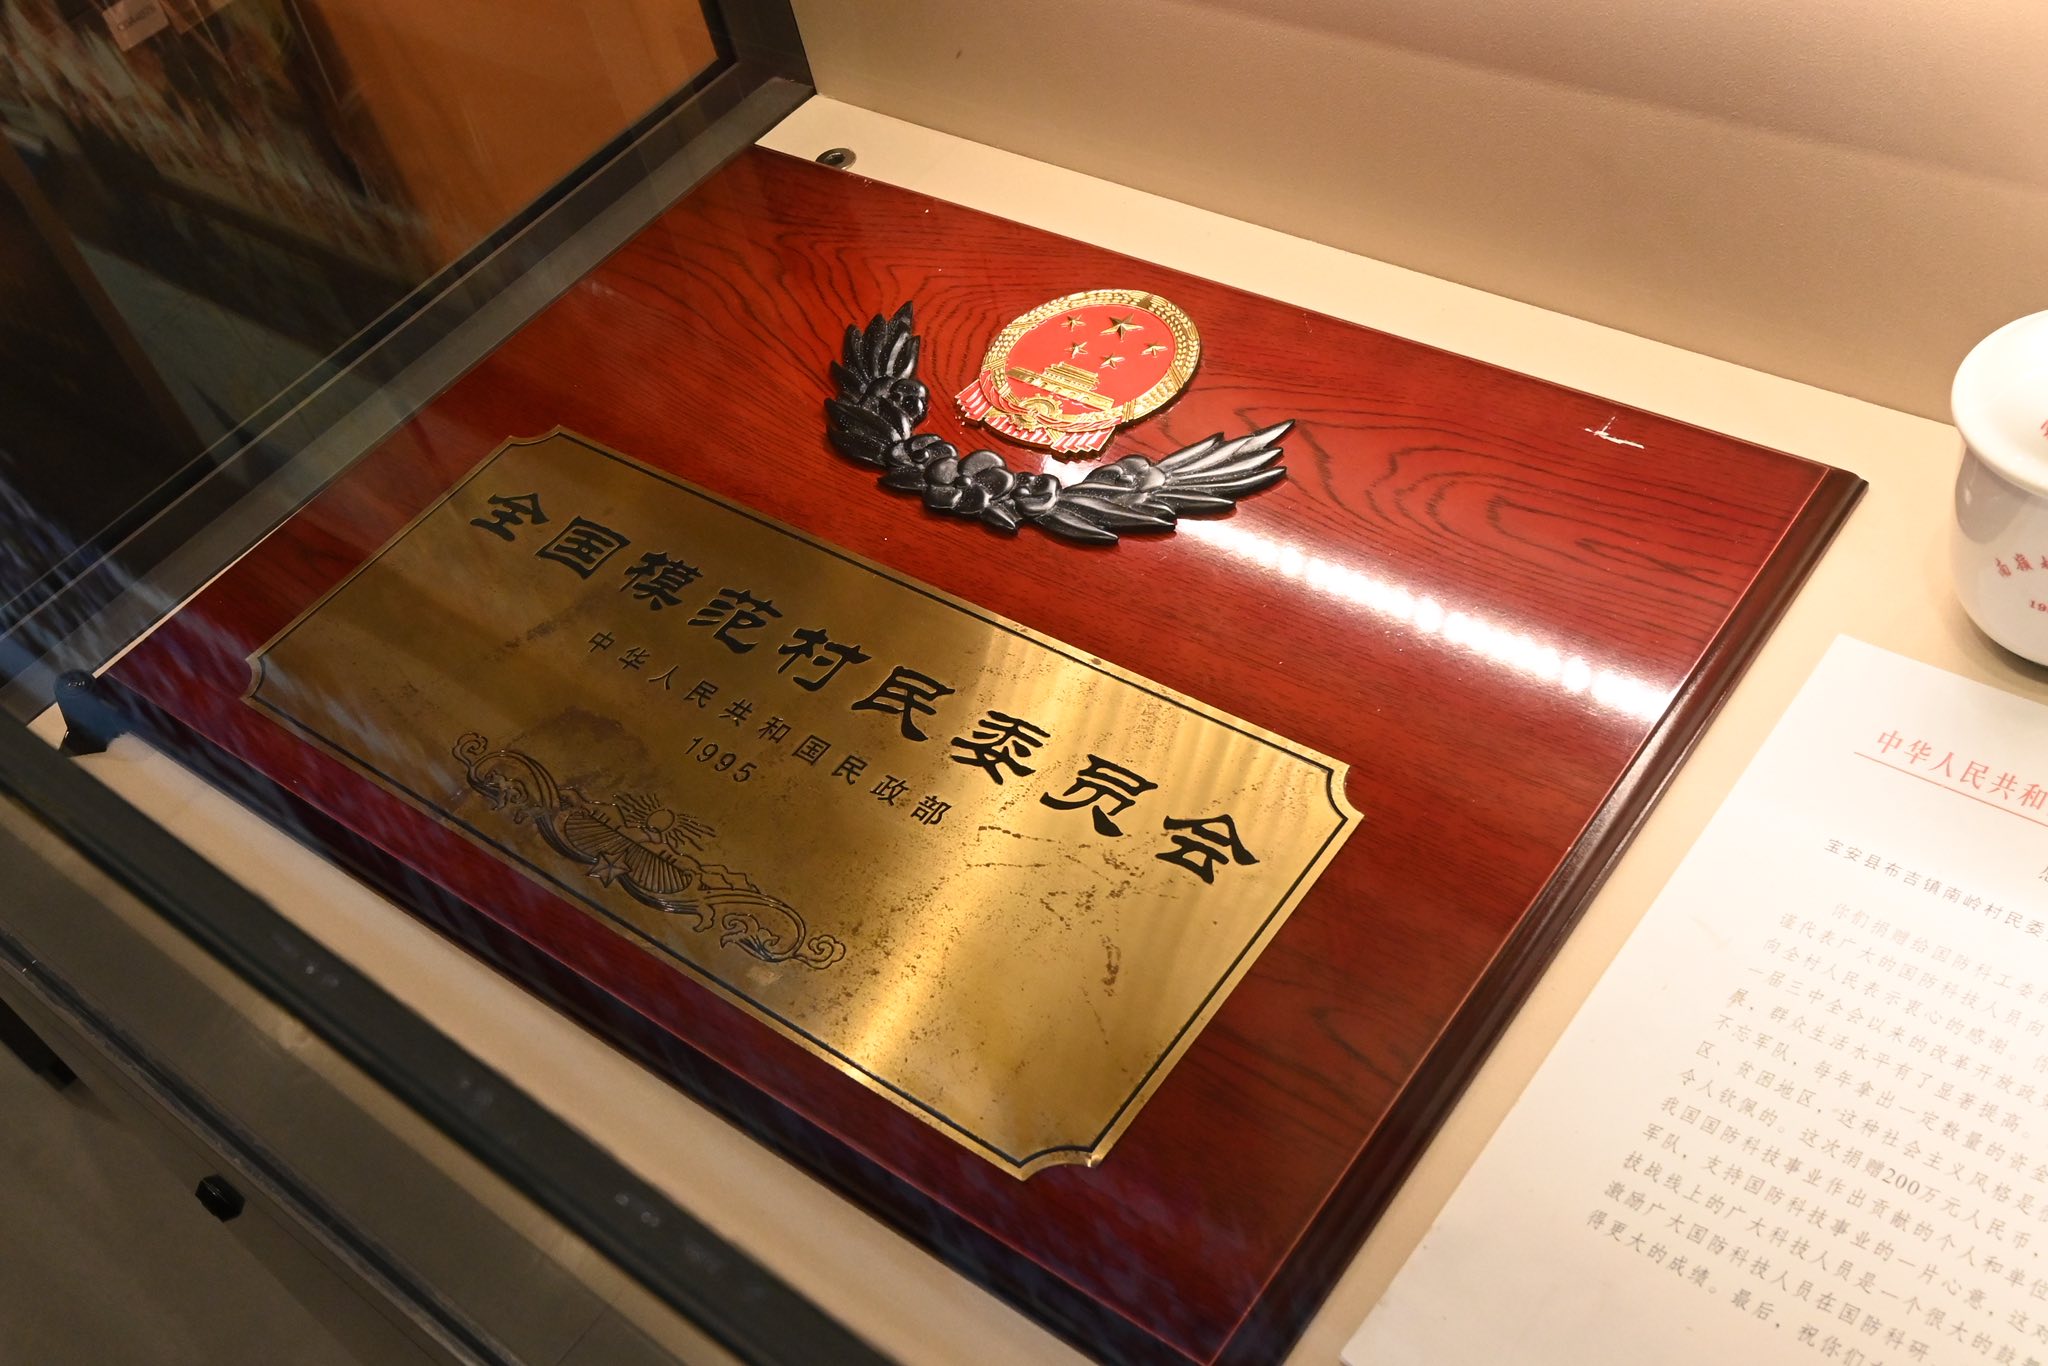 全国模范村民委员会
中华人民共和国民政部
1995
南嶺
19
中华人民共和
宝安县布吉镇南岭村民委
你们捐赠给国防科工委的
谨代表广大的国防科技人员向
向全村人民表示衷心的感谢。你
一届三中全会以来的改革开放政
展，群众生活水平有了显著提高。
不忘军队，每年拿出一定数量的资金
区、贫困地区，这种社会主义风格是
令人钦佩的。这次捐赠200万元人民币，
我国国防科技事业作出贡献的个人和单位
军队，支持国防科技事业的一片心意，这对
技战线上的广大科技人员是一个很大的鼓
激励广大国防科技人员在国防科研
得更大的成绩。最后，祝你们